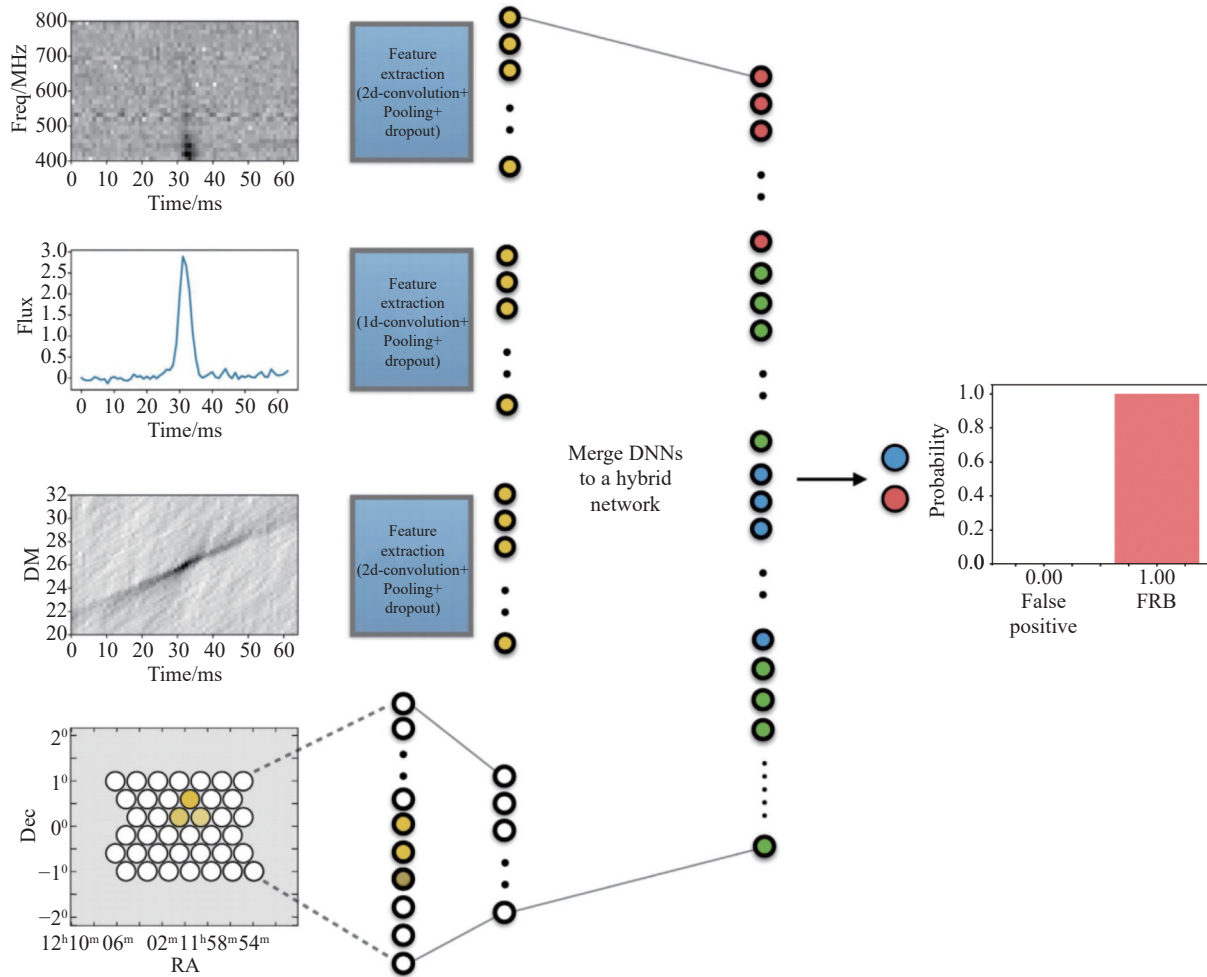 800
700
600
500
400
Freq/MHz
0 10 20 30 40 50 60
Time/ms
Feature
extraction
(2d-convolution+
Pooling+
dropout)
3.0
2.5
2.0
1.5
1.0
0.5
0
Flux
0 10 20 30 40 50 60
Time/ms
Feature
extraction
(1d-convolution+
Pooling+
dropout)
32
30
28
26
24
22
20
DM
0 10 20 30 40 50 60
Time/ms
Feature
extraction
(2d-convolution+
Pooling+
dropout)
2⁰
1⁰
0⁰
−1⁰
−2⁰
Dec
12ʰ10ᵐ 06ᵐ 02ᵐ11ʰ58ᵐ54ᵐ
RA
Merge DNNs
to a hybrid
network
1.0
0.8
0.6
0.4
0.2
0.0
Probability
0.00 1.00
False FRB
positive